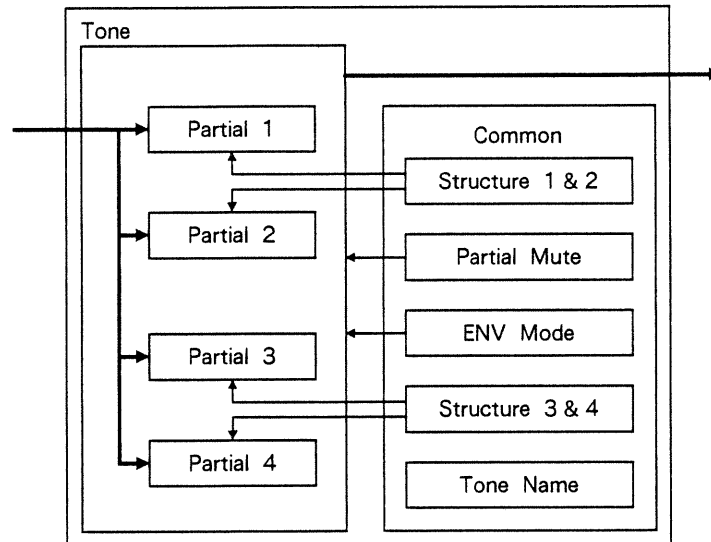 Tone
Partial 1
Partial 2
Partial 3
Partial 4
Common
Structure 1 & 2
Partial Mute
ENV Mode
Structure 3 & 4
Tone Name